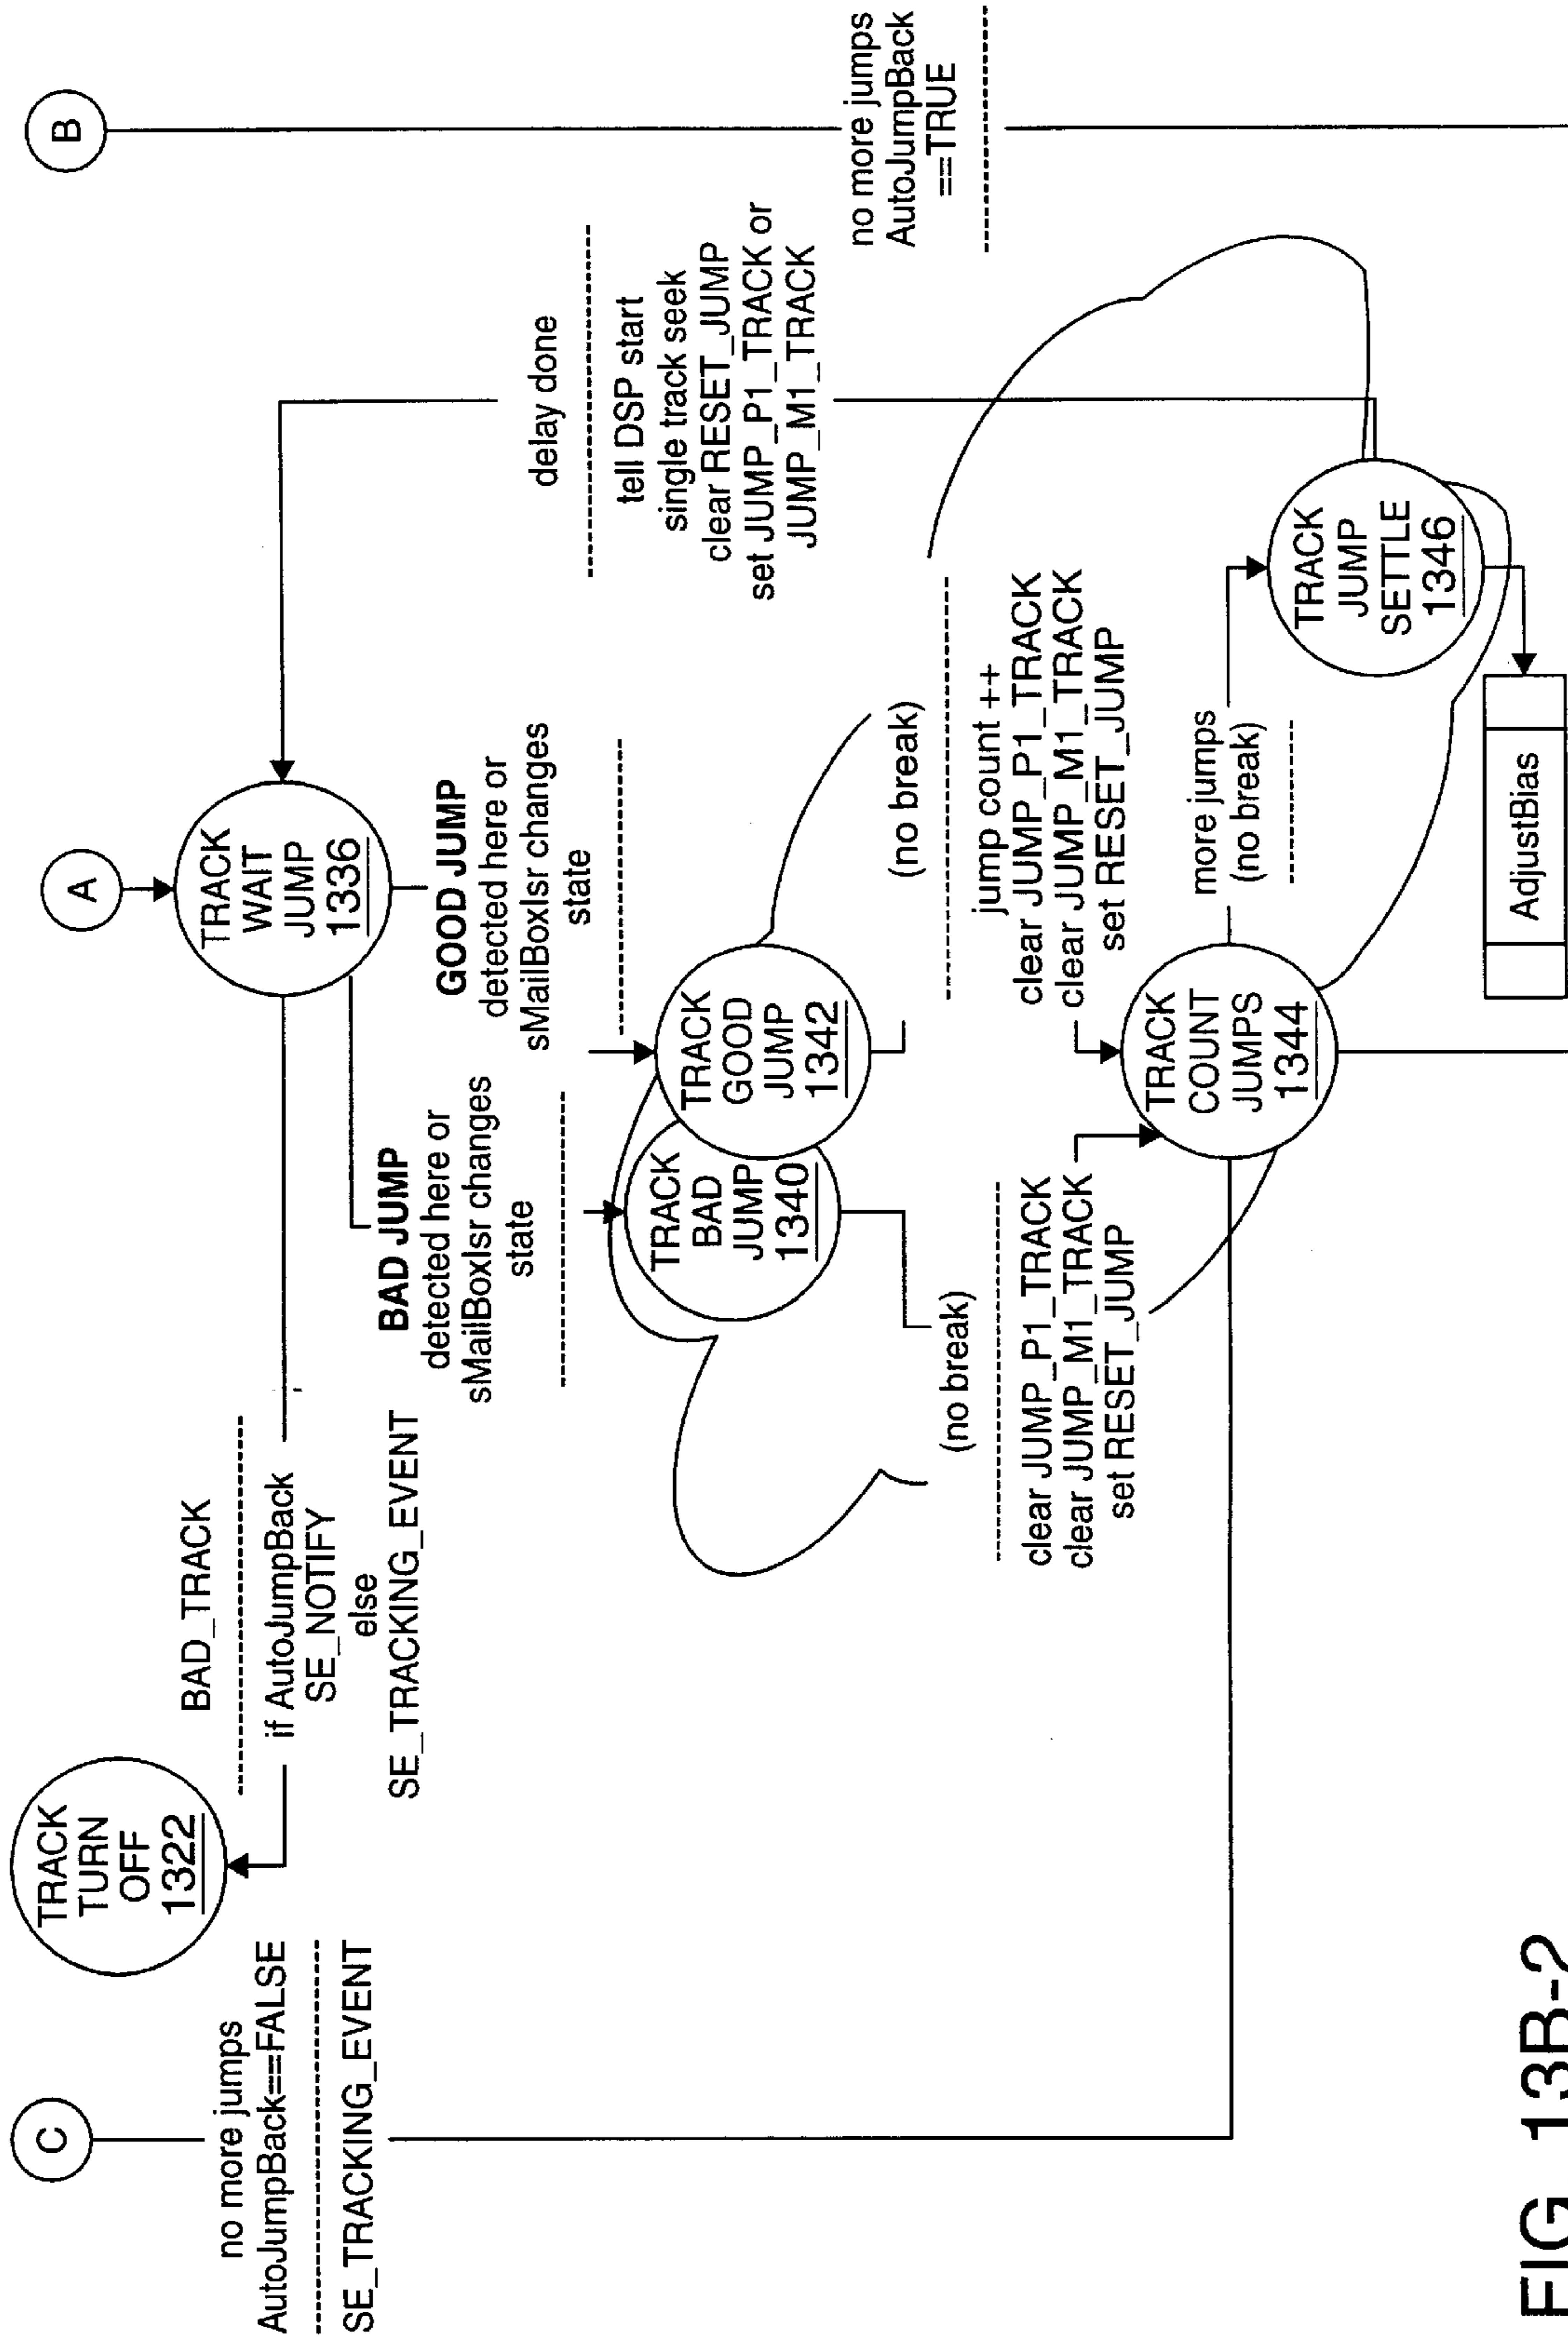 C
no more jumps
AutoJumpBack==FALSE
SE_TRACKING_EVENT
TRACK
TURN
OFF
1322
BAD_TRACK
if AutoJumpBack
SE_NOTIFY
else
SE_TRACKING_EVENT
A
TRACK
WAIT
JUMP
1336
B
no more jumps
AutoJumpBack
==TRUE
delay done
tell DSP start
single track seek
clear RESET_JUMP
set JUMP_P1_TRACK or
JUMP_M1_TRACK
BAD JUMP
detected here or
sMailBoxIsr changes
state
GOOD JUMP
detected here or
sMailBoxIsr changes
state
TRACK
BAD
JUMP
1340
TRACK
GOOD
JUMP
1342
(no break)
clear JUMP_P1_TRACK
clear JUMP_M1_TRACK
set RESET_JUMP
(no break)
jump count ++
clear JUMP_P1_TRACK
clear JUMP_M1_TRACK
set RESET_JUMP
TRACK
COUNT
JUMPS
1344
more jumps
(no break)
TRACK
JUMP
SETTLE
1346
AdjustBias
FIG. 13B-2